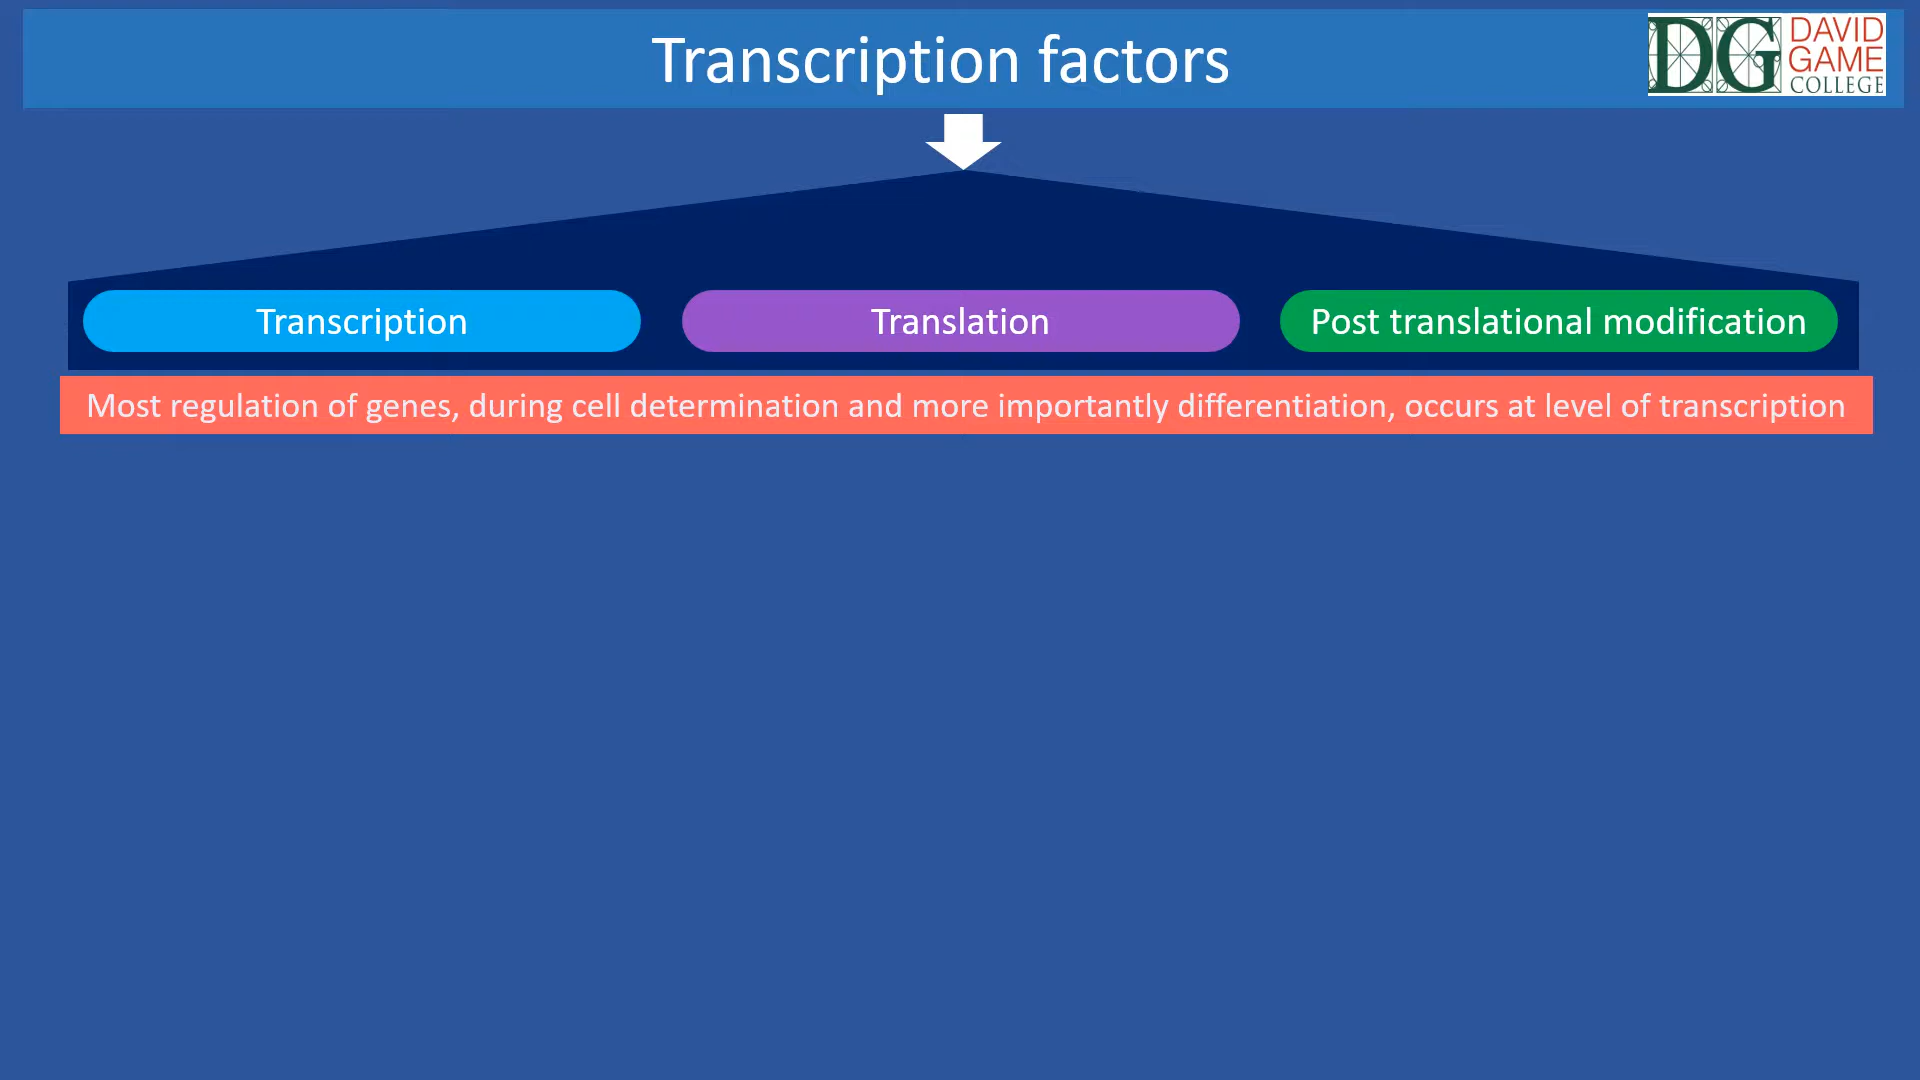 Transcription factors
DG DAVID
GAME
COLLEGE
Transcription
Translation
Post translational modification
Most regulation of genes, during cell determination and more importantly differentiation, occurs at level of transcription